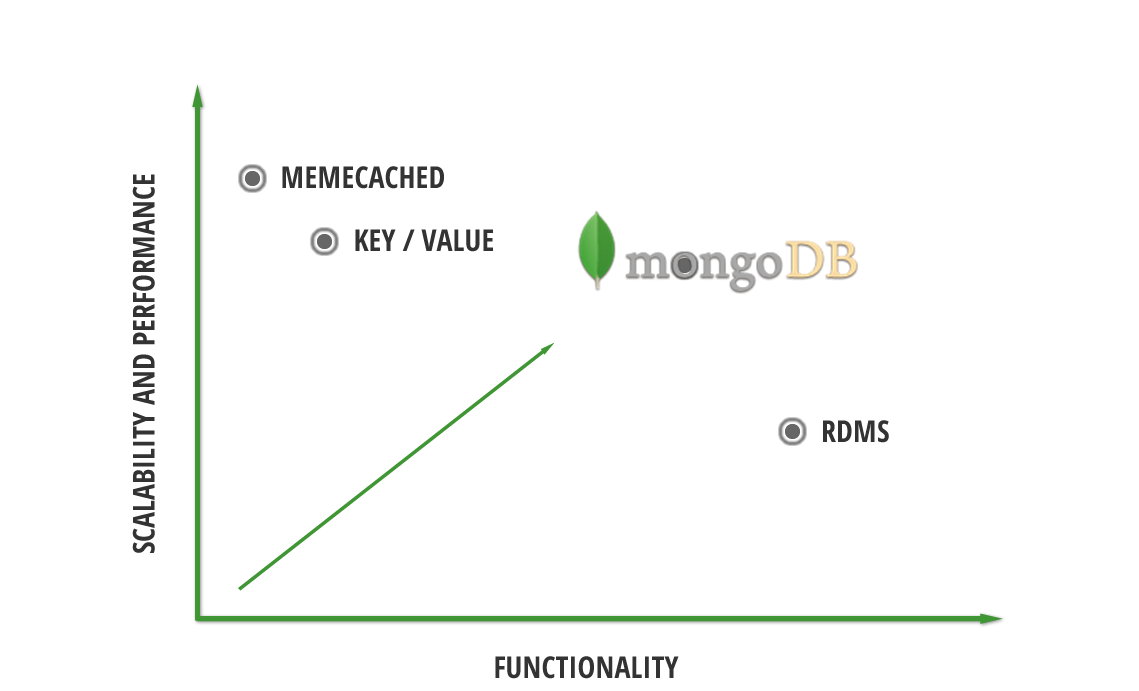 MEMECACHED
KEY / VALUE
mongoDB
RDMS
SCALABILITY AND PERFORMANCE
FUNCTIONALITY